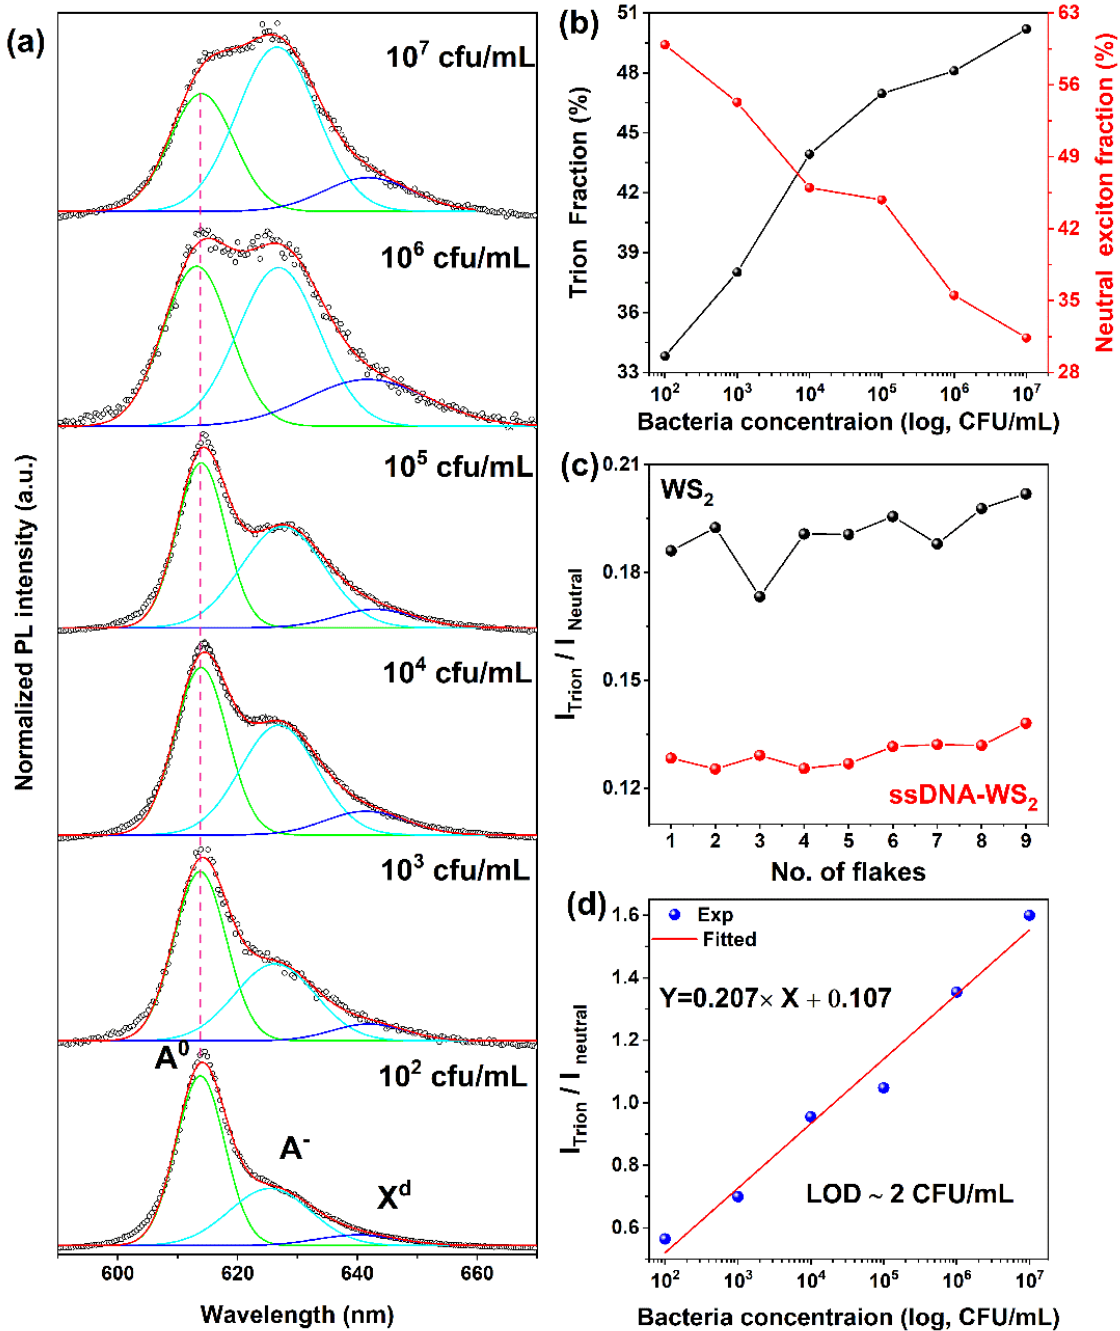 (a)
10⁷ cfu/mL
10⁶ cfu/mL
10⁵ cfu/mL
10⁴ cfu/mL
10³ cfu/mL
10² cfu/mL
A⁰
A⁻
Xᵈ
Normalized PL intensity (a.u.)
600 620 640 660
Wavelength (nm)
(b)
51
48
45
42
39
36
33
Trion Fraction (%)
63
56
49
42
35
28
Neutral exciton fraction (%)
10² 10³ 10⁴ 10⁵ 10⁶ 10⁷
Bacteria concentraion (log, CFU/mL)
(c)
0.21
0.18
0.15
0.12
I Trion / I Neutral
WS₂
ssDNA-WS₂
1 2 3 4 5 6 7 8 9
No. of flakes
(d)
1.6
1.4
1.2
1.0
0.8
0.6
I Trion / I neutral
Exp
Fitted
Y=0.207× X + 0.107
LOD ~ 2 CFU/mL
10² 10³ 10⁴ 10⁵ 10⁶ 10⁷
Bacteria concentraion (log, CFU/mL)